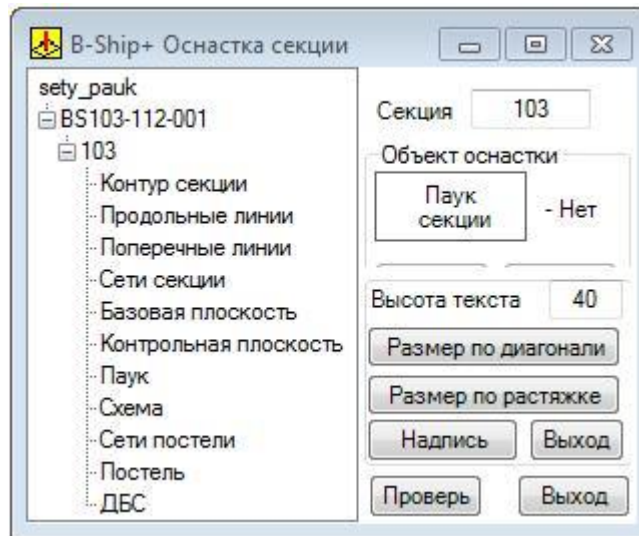 B-Ship+ Оснастка секции
sety_pauk
BS103-112-001
103
Контур секции
Продольные линии
Поперечные линии
Сети секции
Базовая плоскость
Контрольная плоскость
Паук
Схема
Сети постели
Постель
ДБС
Секция 103
Объект оснастки
Паук
секции
- Нет
Высота текста 40
Размер по диагонали
Размер по растяжке
Надпись Выход
Проверь Выход